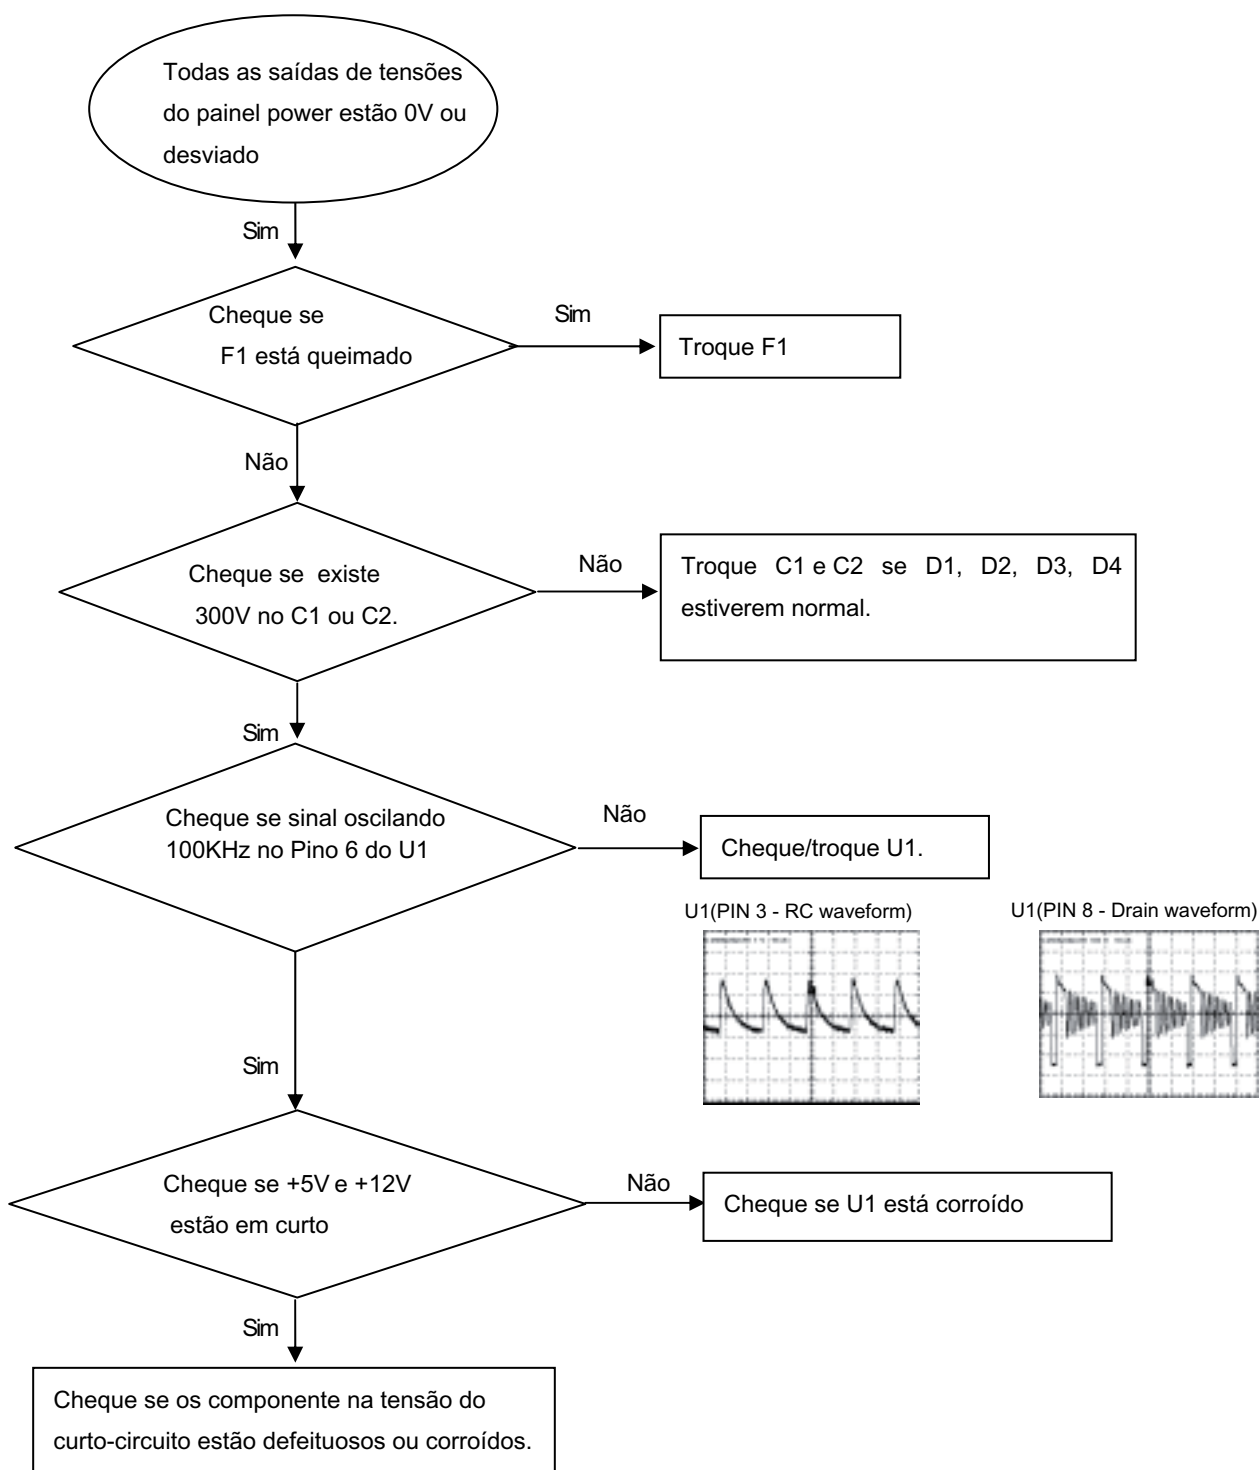 Todas as saídas de tensões
do painel power estão 0V ou
desviado
Sim
Cheque se
F1 está queimado
Sim
Troque F1
Não
Cheque se existe
300V no C1 ou C2.
Não
Troque C1 e C2 se D1, D2, D3, D4
estiverem normal.
Sim
Cheque se sinal oscilando
100KHz no Pino 6 do U1
Não
Cheque/troque U1.
U1(PIN 3 - RC waveform)
U1(PIN 8 - Drain waveform)
Sim
Cheque se +5V e +12V
estão em curto
Não
Cheque se U1 está corroído
Sim
Cheque se os componente na tensão do
curto-circuito estão defeituosos ou corroídos.